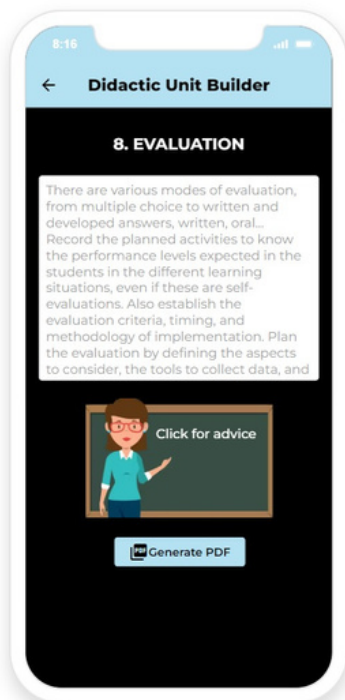 8:16
Didactic Unit Builder
8. EVALUATION
There are various modes of evaluation,
from multiple choice to written and
developed answers, written, oral...
Record the planned activities to know
the performance levels expected in the
students in the different learning
situations, even if these are self-
evaluations. Also establish the
evaluation criteria, timing, and
methodology of implementation. Plan
the evaluation by defining the aspects
to consider, the tools to collect data, and
Click for advice
PDF Generate PDF